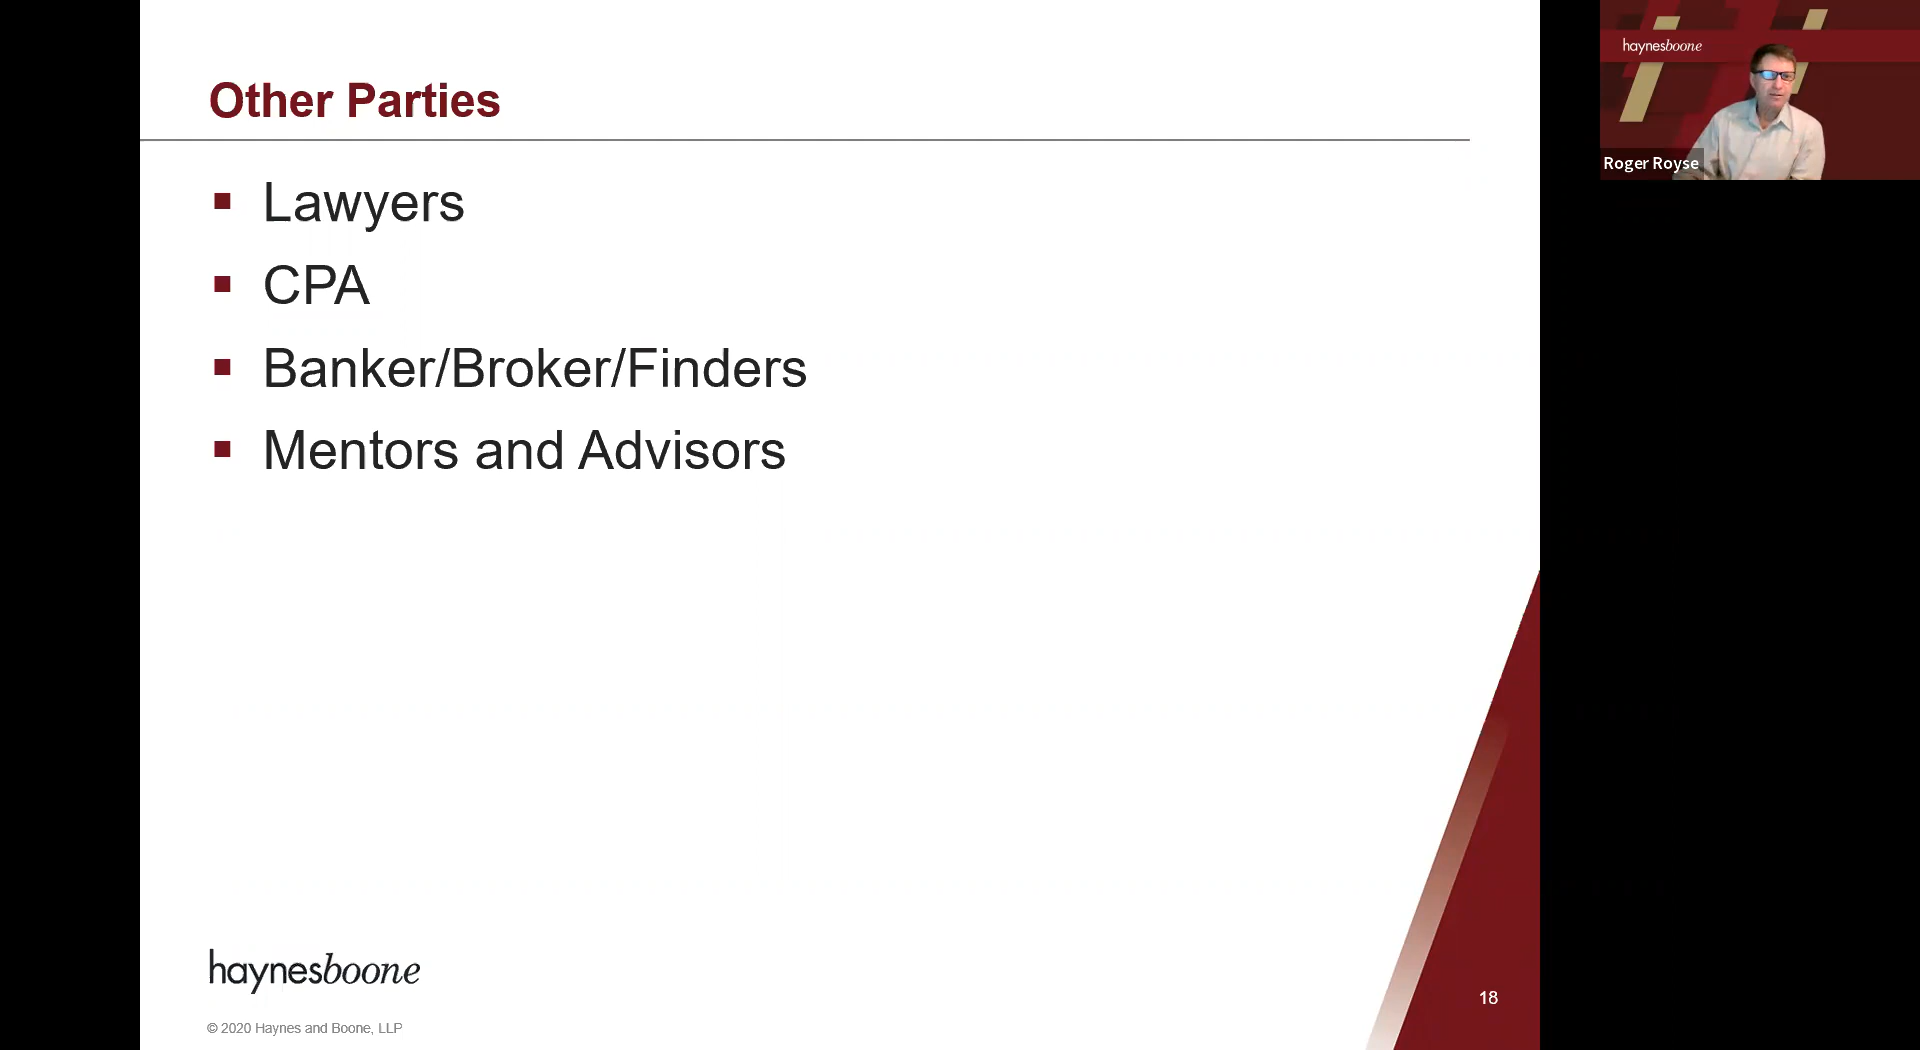 Other Parties
Lawyers
CPA
Banker/Broker/Finders
Mentors and Advisors
haynesboone
© 2020 Haynes and Boone, LLP
18
haynesboone
Roger Royse